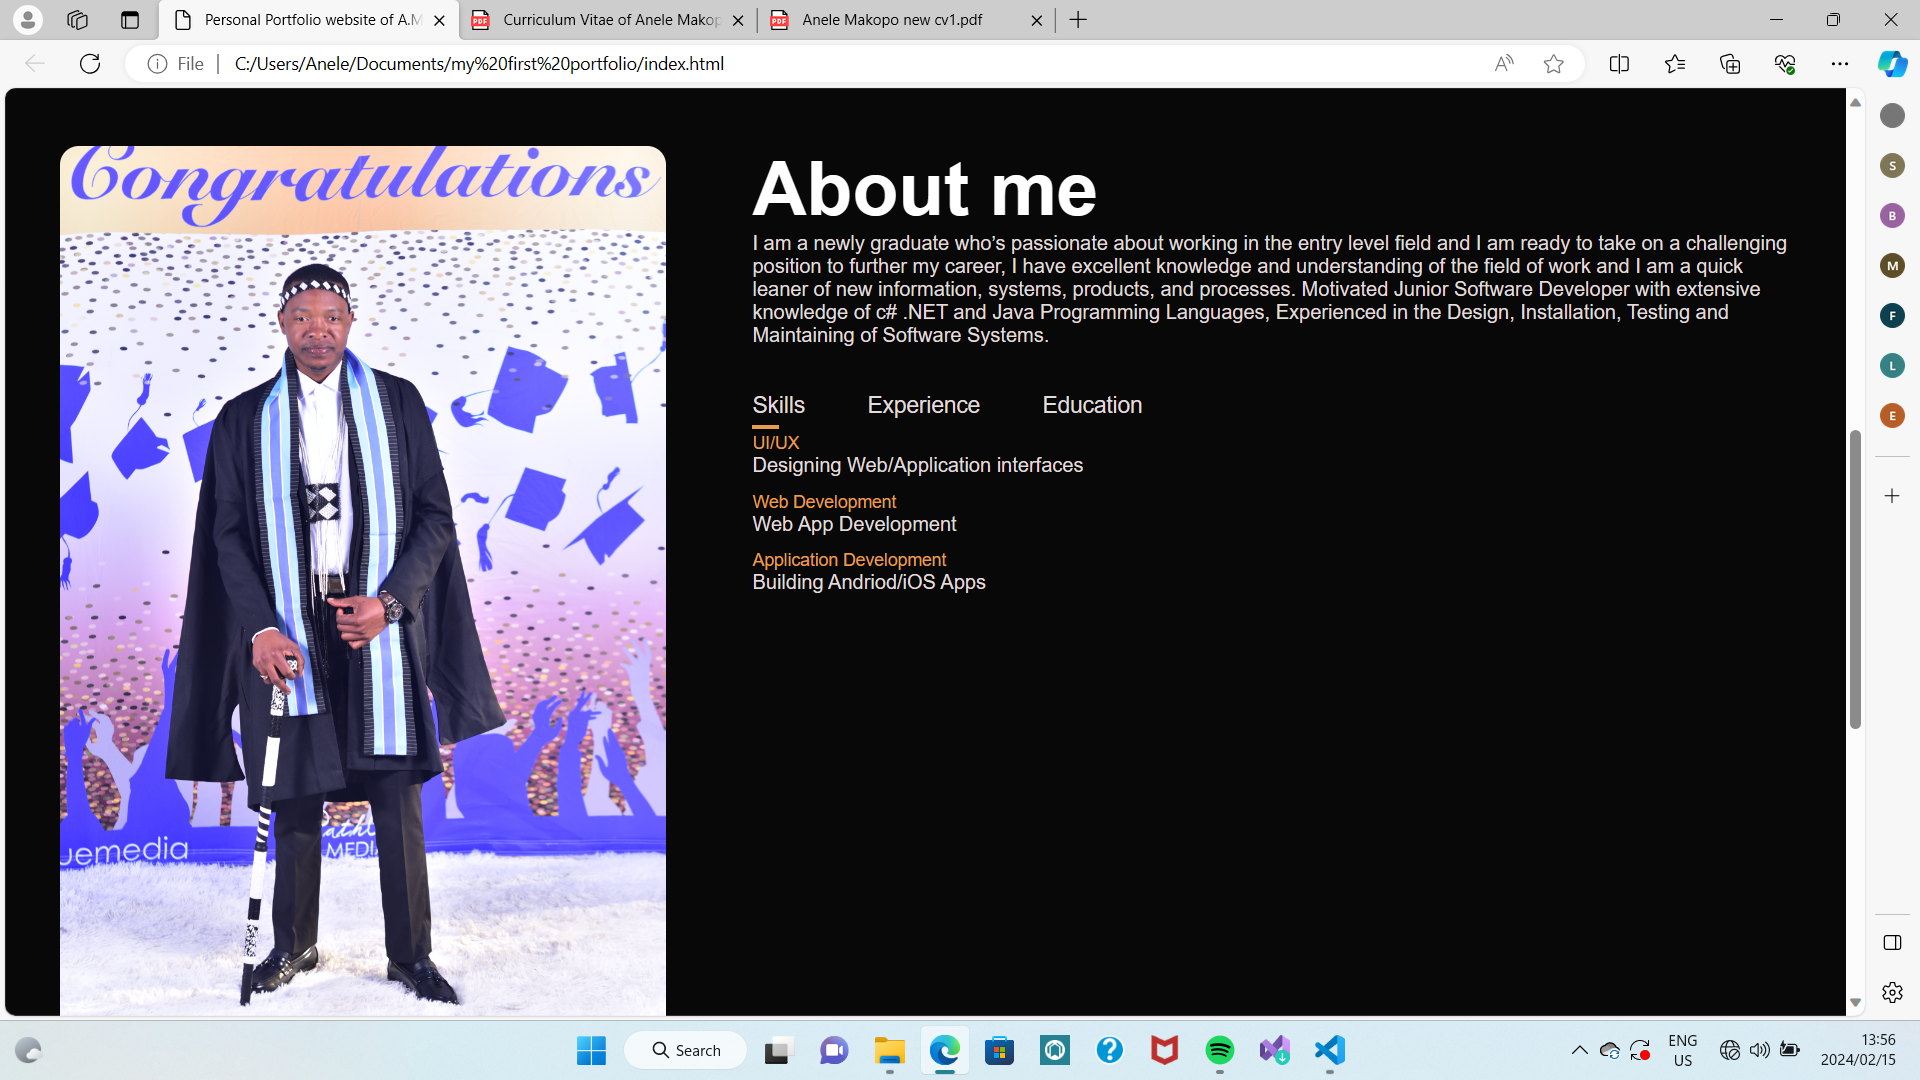 Personal Portfolio website of A.M
Curriculum Vitae of Anele Makop
Anele Makopo new cv1.pdf
File
C:/Users/Anele/Documents/my%20first%20portfolio/index.html
Congratulations
About me
I am a newly graduate who's passionate about working in the entry level field and I am ready to take on a challenging
position to further my career, I have excellent knowledge and understanding of the field of work and I am a quick
leaner of new information, systems, products, and processes. Motivated Junior Software Developer with extensive
knowledge of c# .NET and Java Programming Languages, Experienced in the Design, Installation, Testing and
Maintaining of Software Systems.
Skills Experience Education
UI/UX
Designing Web/Application interfaces
Web Development
Web App Development
Application Development
Building Andriod/iOS Apps
uemedia
MEDIA
S
B
M
F
L
E
Search
ENG
US
13:56
2024/02/15